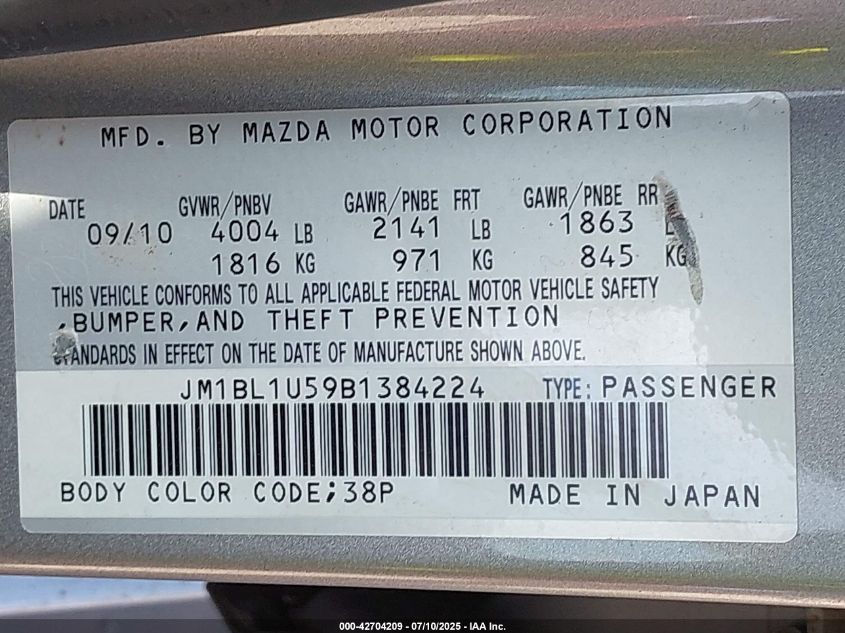 MFD. BY MAZDA MOTOR CORPORATION
DATE GVWR/PNBV GAWR/PNBE FRT GAWR/PNBE RR
09/10 4004 LB 2141 LB 1863
1816 KG 971 KG 845 KG
THIS VEHICLE CONFORMS TO ALL APPLICABLE FEDERAL MOTOR VEHICLE SAFETY
,BUMPER,AND THEFT PREVENTION
STANDARDS IN EFFECT ON THE DATE OF MANUFACTURE SHOWN ABOVE.
JM1BL1U59B1384224 TYPE: PASSENGER
BODY COLOR CODE;38P MADE IN JAPAN
000-42704209 - 07/10/2025 - IAA Inc.